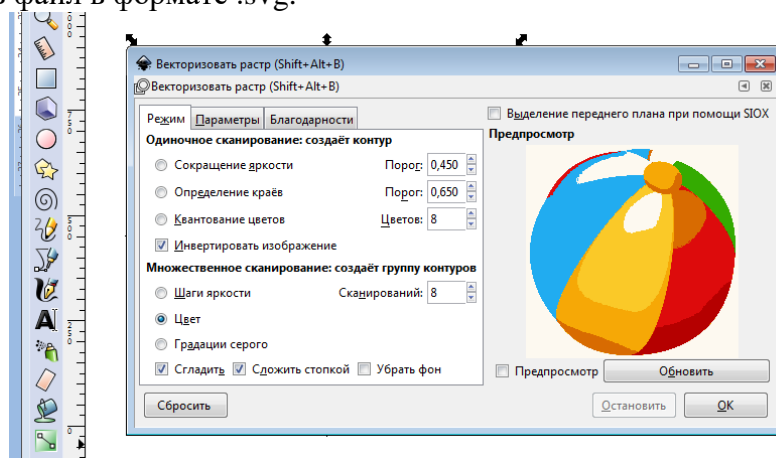 файл в формате .svg.
Векторизовать растр (Shift+Alt+B)
Векторизовать растр (Shift+Alt+B)
Режим Параметры Благодарности
Выделение переднего плана при помощи SIOX
Одиночное сканирование: создаёт контур
Предпросмотр
Сокращение яркости Порог: 0,450
Определение краёв Порог: 0,650
Квантование цветов Цветов: 8
Инвертировать изображение
Множественное сканирование: создаёт группу контуров
Шаги яркости Сканирований: 8
Цвет
Градации серого
Сгладить Сложить стопкой Убрать фон
Предпросмотр Обновить
Сбросить Остановить OK